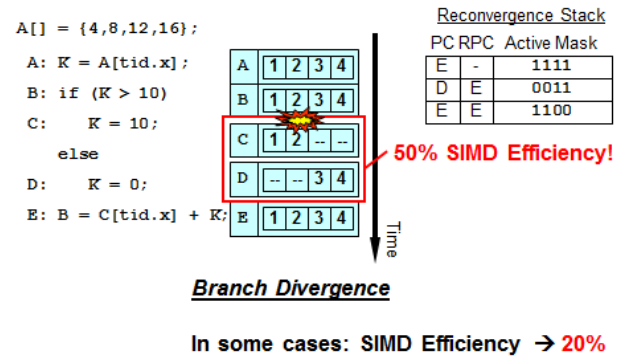 A[] = {4,8,12,16};
A: K = A[tid.x];
B: if (K > 10)
C: K = 10;
else
D: K = 0;
E: B = C[tid.x] + K;
A 1 2 3 4
B 1 2 3 4
C 1 2 -- --
D -- -- 3 4
E 1 2 3 4
Time
Reconvergence Stack
PC RPC Active Mask
E - 1111
D E 0011
E E 1100
50% SIMD Efficiency!
Branch Divergence
In some cases: SIMD Efficiency → 20%